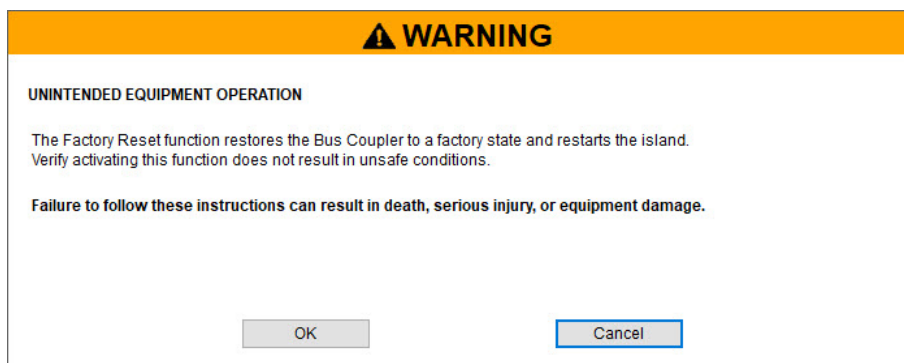 WARNING
UNINTENDED EQUIPMENT OPERATION
The Factory Reset function restores the Bus Coupler to a factory state and restarts the island.
Verify activating this function does not result in unsafe conditions.
Failure to follow these instructions can result in death, serious injury, or equipment damage.
OK
Cancel